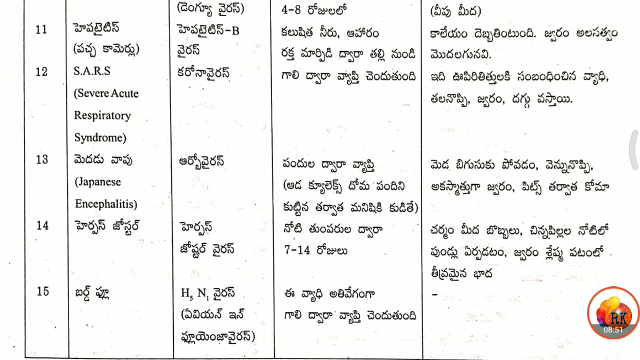 (డెంగ్యూ వైరస్) 4-8 రోజులలో (వీపు మీద)
11 హెపటైటిస్ హెపటైటిస్-B కలుషిత నీరు, ఆహారం కాలేయం దెబ్బతింటుంది. జ్వరం అలసత్వం
(పచ్చ కామెర్లు) వైరస్ రక్త మార్పిడి ద్వారా తల్లి నుండి మొదలగునవి.
12 S.A.R.S కరోనావైరస్ గాలి ద్వారా వ్యాప్తి చెందుతుంది ఇది ఊపిరితిత్తులకి సంబంధించిన వ్యాధి,
(Severe Acute తలనొప్పి, జ్వరం, దగ్గు వస్తాయి.
Respiratory
Syndrome)
13 మెదడు వాపు ఆర్బోవైరస్ పందుల ద్వారా వ్యాప్తి మెడ బిగుసుకు పోవడం, వెన్నునొప్పి,
(Japanese (ఆడ క్యూలెక్స్ దోమ పందిని అకస్మాత్తుగా జ్వరం, పిట్స్ తర్వాత కోమా
Encephalitis) కుట్టిన తర్వాత మనిషికి కుడితే)
14 హెర్పస్ జోస్టర్ హెర్పస్ నోటి తుంపరుల ద్వారా చర్మం మీద బొబ్బలు, చిన్నపిల్లల నోటిలో
జోష్టర్ వైరస్ 7-14 రోజులు పుండ్లు ఏర్పడటం, జ్వరం శ్లేష్మ పటంలో
తీవ్రమైన భాద
15 బర్డ్ ఫ్లూ H₅ N₁ వైరస్ ఈ వ్యాధి అతివేగంగా –
(ఏవియన్ ఇన్ గాలి ద్వారా వ్యాప్తి చెందుతుంది
ఫ్లూయెంజావైరస్)
RK
08:51